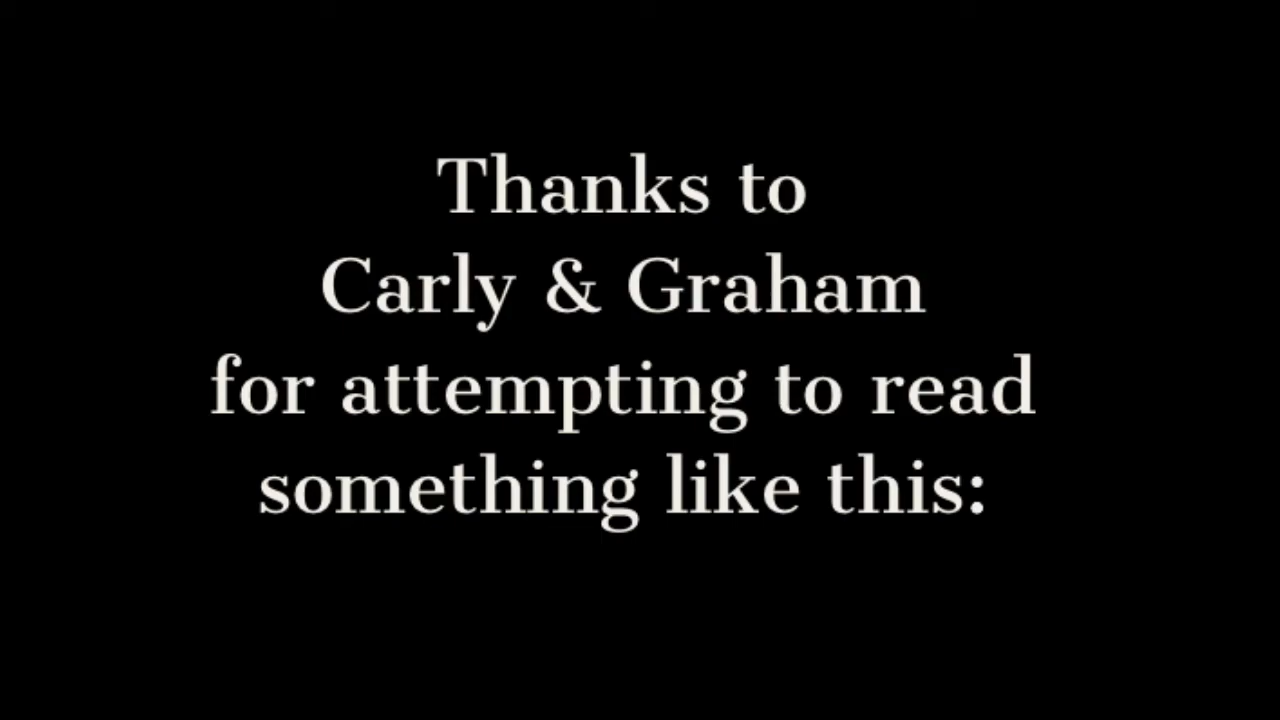 Thanks to
Carly & Graham
for attempting to read
something like this: